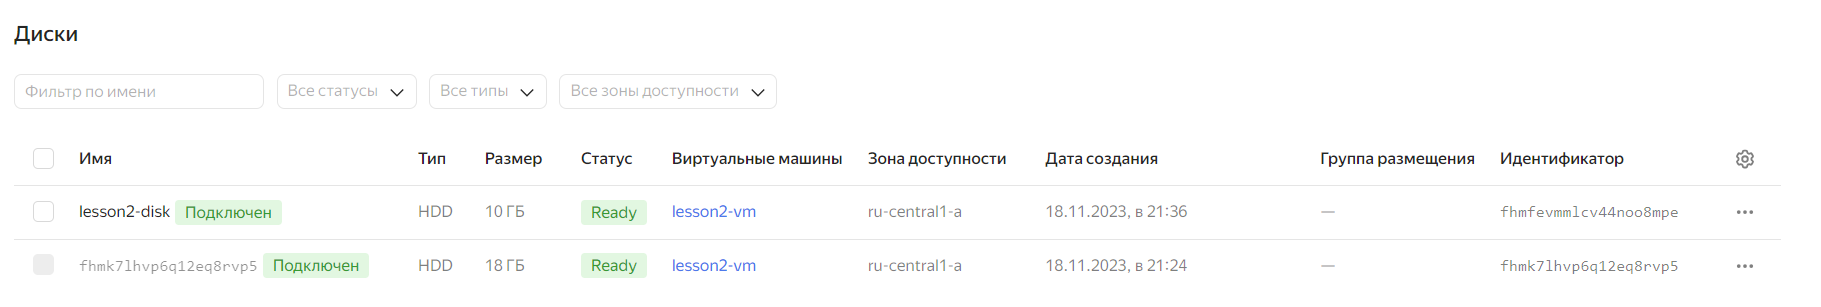 Диски
Фильтр по имени Все статусы Все типы Все зоны доступности
Имя Тип Размер Статус Виртуальные машины Зона доступности Дата создания Группа размещения Идентификатор
lesson2-disk Подключен HDD 10 ГБ Ready lesson2-vm ru-central1-a 18.11.2023, в 21:36 — fhmfevmmlcv44noo8mpe
fhmk7lhvp6q12eq8rvp5 Подключен HDD 18 ГБ Ready lesson2-vm ru-central1-a 18.11.2023, в 21:24 — fhmk7lhvp6q12eq8rvp5